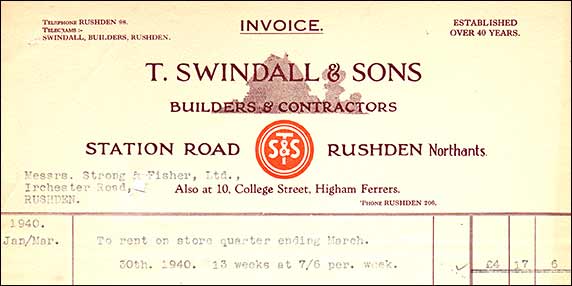 TELEPHONE RUSHDEN 98.
TELEGRAMS :-
SWINDALL, BUILDERS, RUSHDEN.
INVOICE.
ESTABLISHED
OVER 40 YEARS.
T. SWINDALL & SONS
BUILDERS & CONTRACTORS
STATION ROAD
T
S&S
RUSHDEN Northants.
Messrs. Strong & Fisher, Ltd.,
Irchester Road,
RUSHDEN.
Also at 10, College Street, Higham Ferrers.
'PHONE RUSHDEN 206.
1940.
Jan/Mar.
To rent on store quarter ending March.
30th. 1940. 13 weeks at 7/6 per. week.
£4 17 6